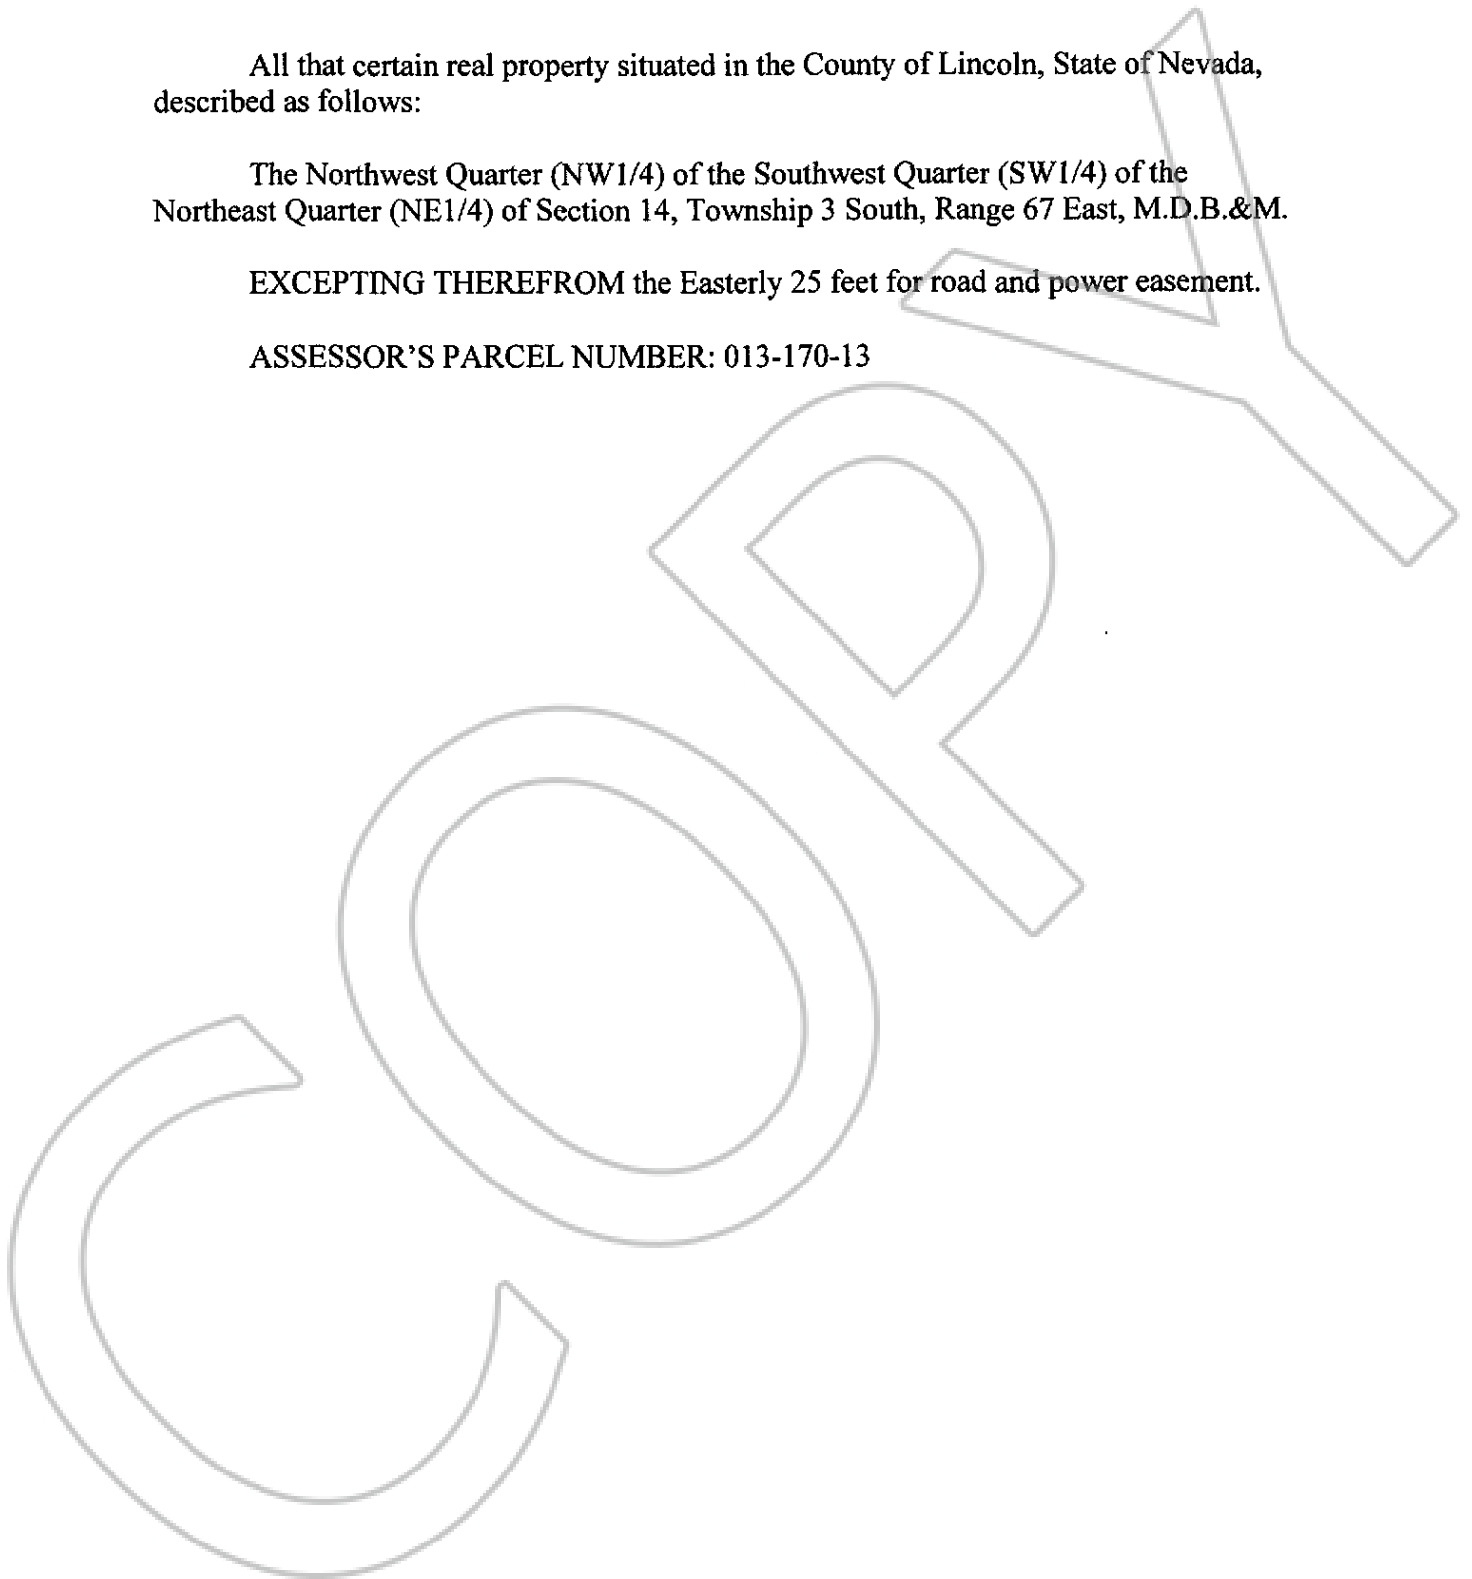 All that certain real property situated in the County of Lincoln, State of Nevada,
described as follows:
The Northwest Quarter (NW1/4) of the Southwest Quarter (SW1/4) of the
Northeast Quarter (NE1/4) of Section 14, Township 3 South, Range 67 East, M.D.B.&M.
EXCEPTING THEREFROM the Easterly 25 feet for road and power easement.
ASSESSOR'S PARCEL NUMBER: 013-170-13
COPY